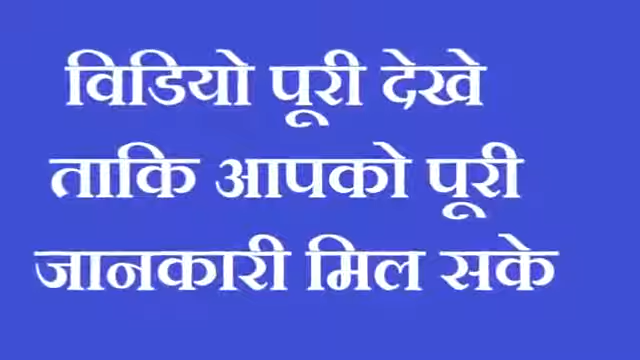 विडियो पूरी देखे
ताकि आपको पूरी
जानकारी मिल सके